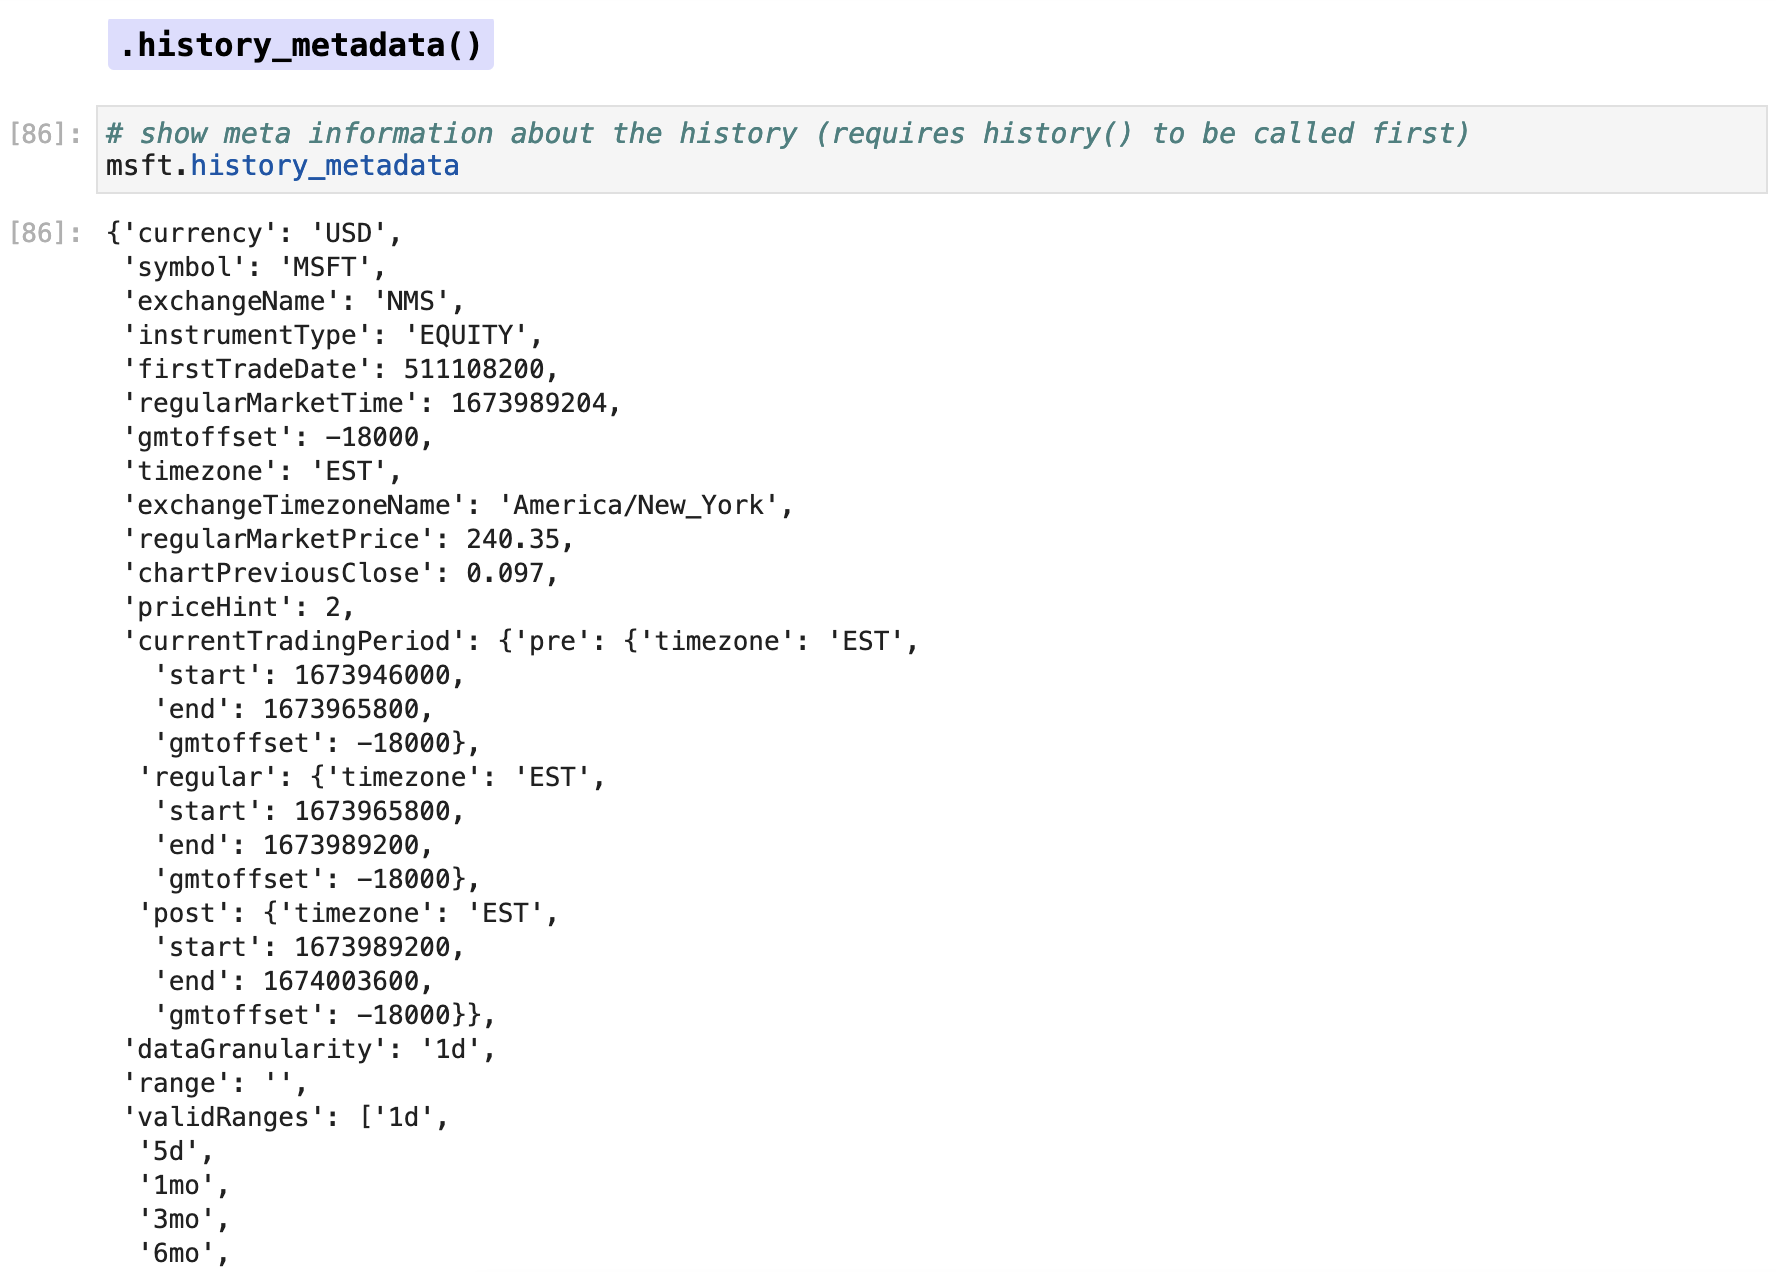 .history_metadata()
[86]: # show meta information about the history (requires history() to be called first)
msft.history_metadata
[86]: {'currency': 'USD',
'symbol': 'MSFT',
'exchangeName': 'NMS',
'instrumentType': 'EQUITY',
'firstTradeDate': 511108200,
'regularMarketTime': 1673989204,
'gmtoffset': -18000,
'timezone': 'EST',
'exchangeTimezoneName': 'America/New_York',
'regularMarketPrice': 240.35,
'chartPreviousClose': 0.097,
'priceHint': 2,
'currentTradingPeriod': {'pre': {'timezone': 'EST',
'start': 1673946000,
'end': 1673965800,
'gmtoffset': -18000},
'regular': {'timezone': 'EST',
'start': 1673965800,
'end': 1673989200,
'gmtoffset': -18000},
'post': {'timezone': 'EST',
'start': 1673989200,
'end': 1674003600,
'gmtoffset': -18000}},
'dataGranularity': '1d',
'range': '',
'validRanges': ['1d',
'5d',
'1mo',
'3mo',
'6mo',